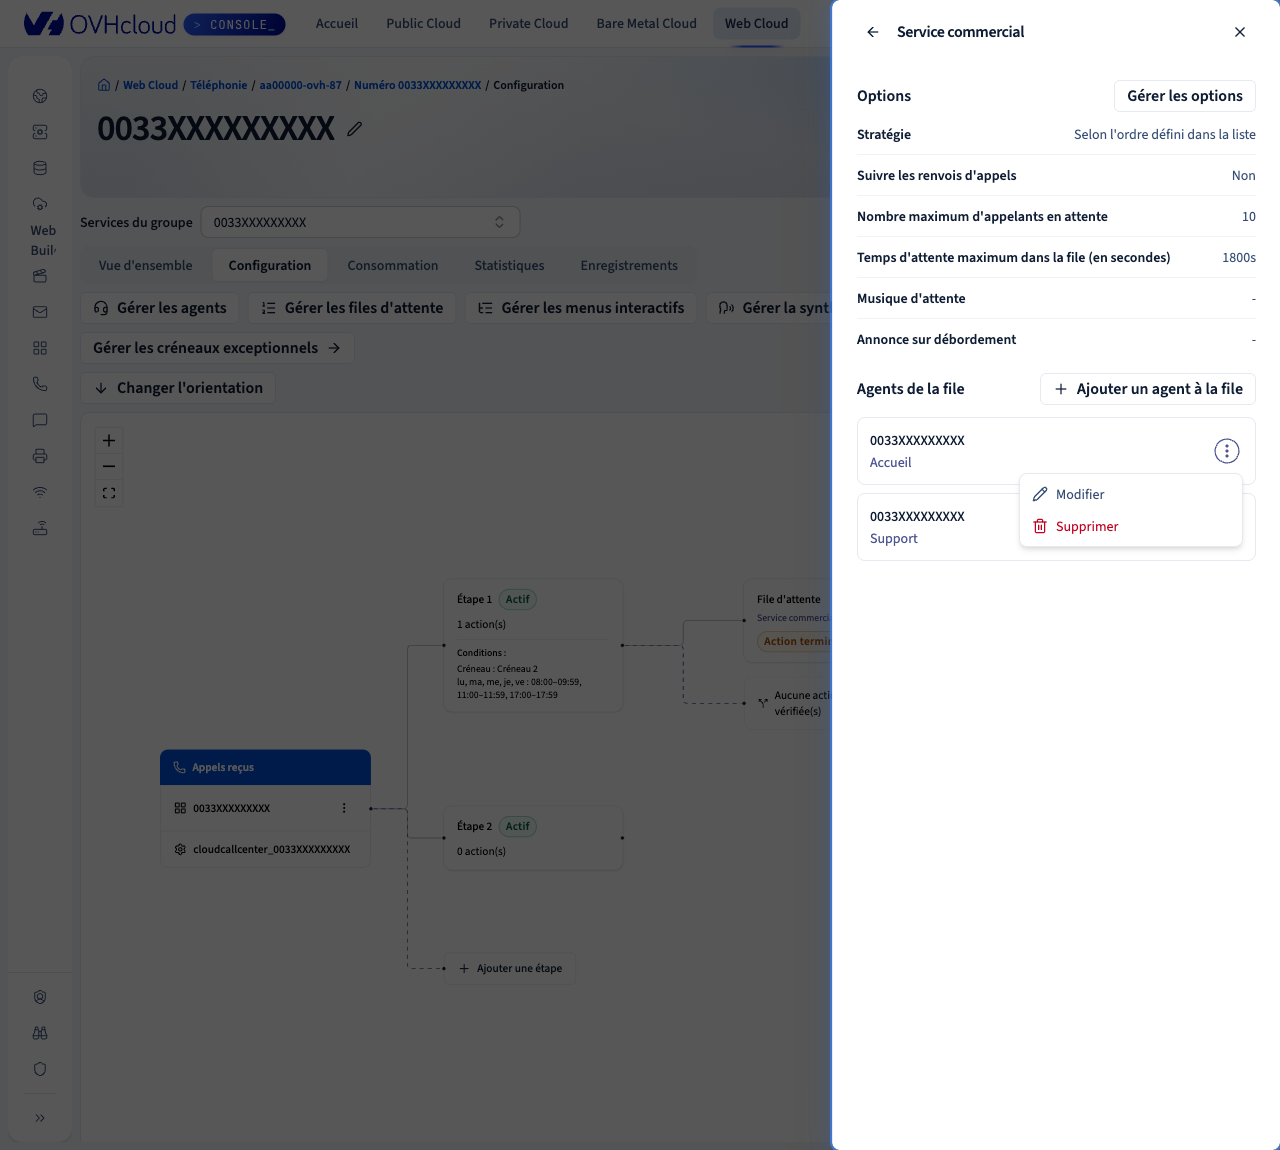 OVHcloud
> CONSOLE_
Accueil
Public Cloud
Private Cloud
Bare Metal Cloud
Web Cloud
/ Web Cloud / Téléphonie / aa00000-ovh-87 / Numéro 0033XXXXXXXXX / Configuration
0033XXXXXXXXX
Services du groupe
0033XXXXXXXXX
Vue d'ensemble
Configuration
Consommation
Statistiques
Enregistrements
Gérer les agents
Gérer les files d'attente
Gérer les menus interactifs
Gérer la synt
Gérer les créneaux exceptionnels
Changer l'orientation
Web
Buil
Étape 1
Actif
1 action(s)
Conditions :
Créneau : Créneau 2
lu, ma, me, je, ve : 08:00–09:59,
11:00–11:59, 17:00–17:59
File d'attente
Service commercia
Action termi
Aucune acti
vérifiée(s)
Appels reçus
0033XXXXXXXXX
cloudcallcenter_0033XXXXXXXXX
Étape 2
Actif
0 action(s)
Ajouter une étape
Service commercial
Options
Gérer les options
Stratégie
Selon l'ordre défini dans la liste
Suivre les renvois d'appels
Non
Nombre maximum d'appelants en attente
10
Temps d'attente maximum dans la file (en secondes)
1800s
Musique d'attente
-
Annonce sur débordement
-
Agents de la file
Ajouter un agent à la file
0033XXXXXXXXX
Accueil
Modifier
Supprimer
0033XXXXXXXXX
Support